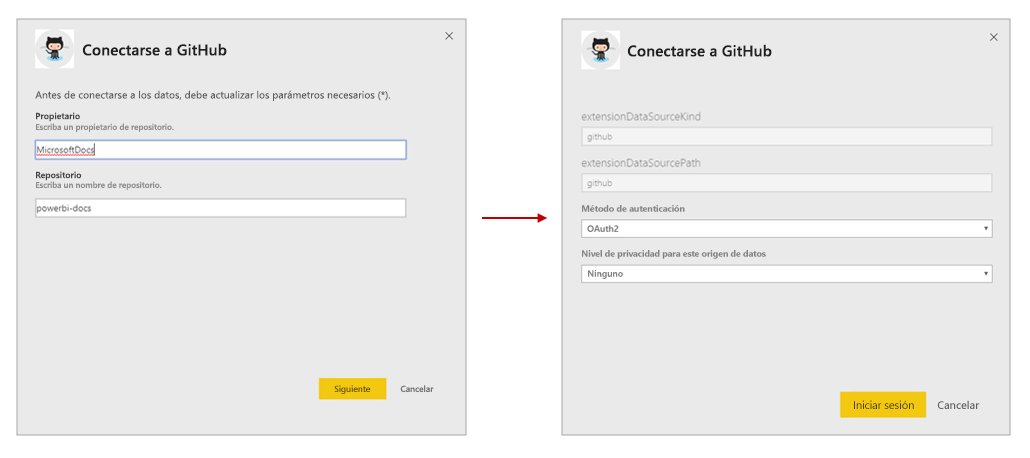 Conectarse a GitHub
Antes de conectarse a los datos, debe actualizar los parámetros necesarios (*).
Propietario
Escriba un propietario de repositorio.
MicrosoftDocs
Repositorio
Escriba un nombre de repositorio.
powerbi-docs
Siguiente
Cancelar
Conectarse a GitHub
extensionDataSourceKind
github
extensionDataSourcePath
github
Método de autenticación
OAuth2
Nivel de privacidad para este origen de datos
Ninguno
Iniciar sesión
Cancelar